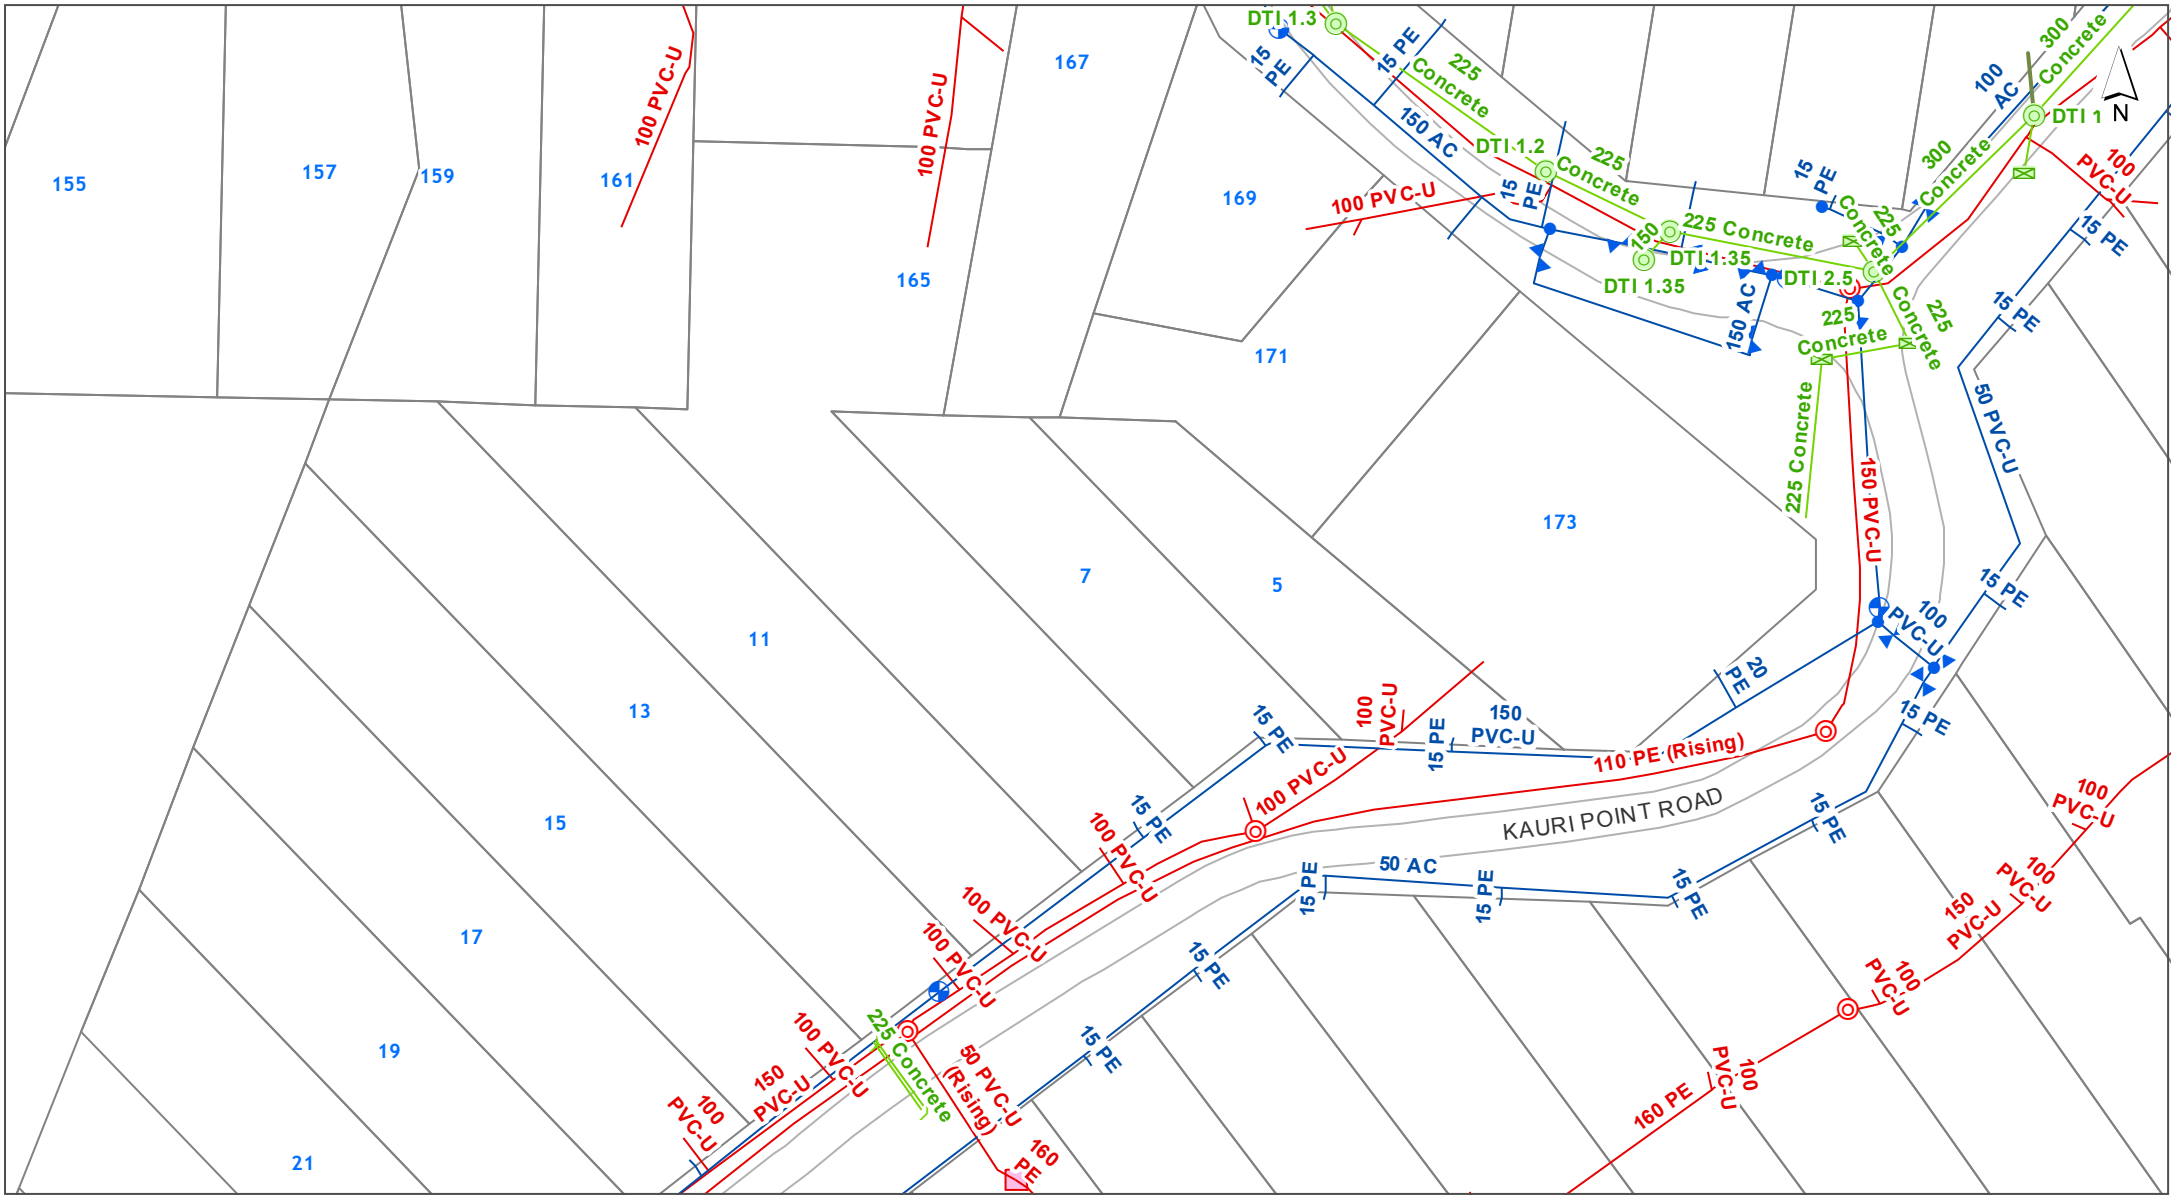 DTI 1.3
15 PE
15 PE
225
Concrete
150 AC
DTI 1.2
225
Concrete
15
PE
100 PVC-U
225 Concrete
150
DTI 1.35
DTI 1.35
DTI 2.5
150 AC
100
AC
300
Concrete
300
Concrete
DTI 1
N
15
PE
225
Concrete
100
PVC-U
15 PE
15 PE
225
Concrete
225
Concrete
225 Concrete
50 PVC-U
150 PVC-U
15 PE
100
PVC-U
15 PE
15 PE
100 PVC-U
100 PVC-U
155
157
159
161
165
167
169
171
173
5
7
11
13
15
17
19
21
20
PE
150
PVC-U
15 PE
100
PVC-U
15 PE
15 PE
100 PVC-U
110 PE (Rising)
KAURI POINT ROAD
50 AC
15 PE
15 PE
15 PE
15 PE
15 PE
100 PVC-U
100 PVC-U
100 PVC-U
100 PVC-U
225 Concrete
50 PVC-U
(Rising)
160
PE
150
PVC-U
100
PVC-U
100
PVC-U
100
PVC-U
150
PVC-U
100
PVC-U
100
PVC-U
160 PE